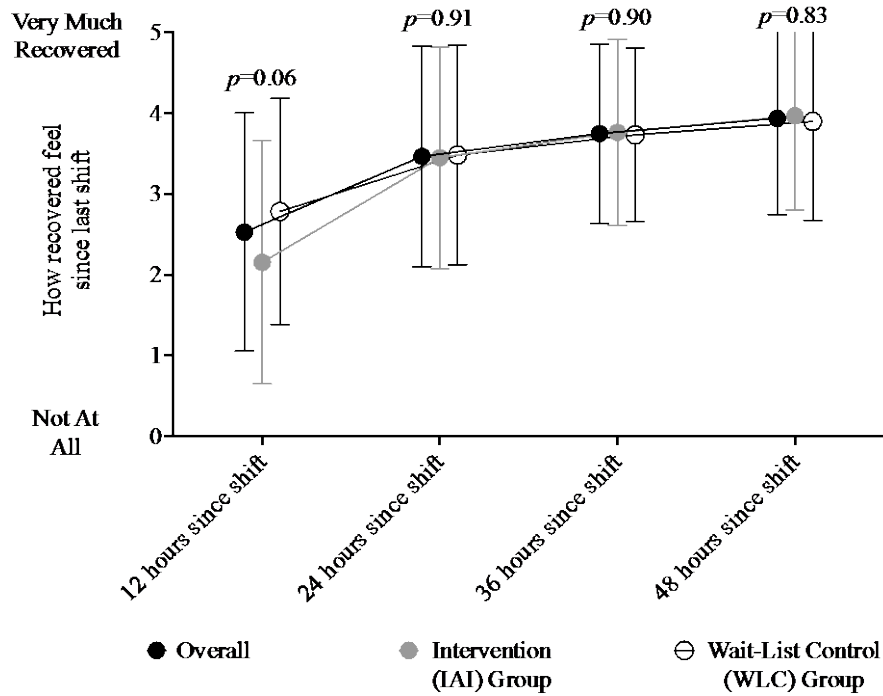 Very Much
Recovered
p=0.06
p=0.91
p=0.90
p=0.83
5
4
3
2
1
0
How recovered feel
since last shift
Not At
All
12 hours since shift
24 hours since shift
36 hours since shift
48 hours since shift
Overall
Intervention
(IAI) Group
Wait-List Control
(WLC) Group